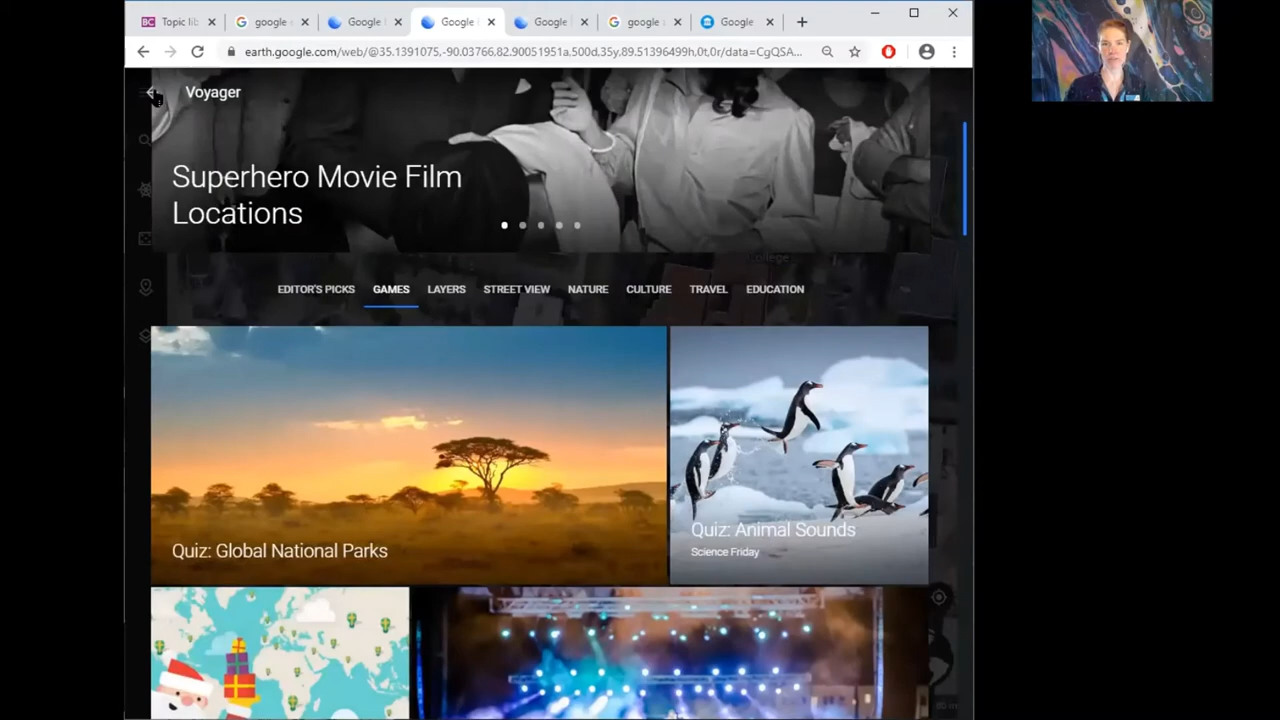 Topic lib
google
Google
Google
Google
google
Google
earth.google.com/web/@35.1391075,-90.03766,82.90051951a,500d,35y,89.51396499h,0t,0r/data=CgQSA...
Voyager
Superhero Movie Film
Locations
college
EDITOR'S PICKS GAMES LAYERS STREET VIEW NATURE CULTURE TRAVEL EDUCATION
Quiz: Global National Parks
Quiz: Animal Sounds
Science Friday